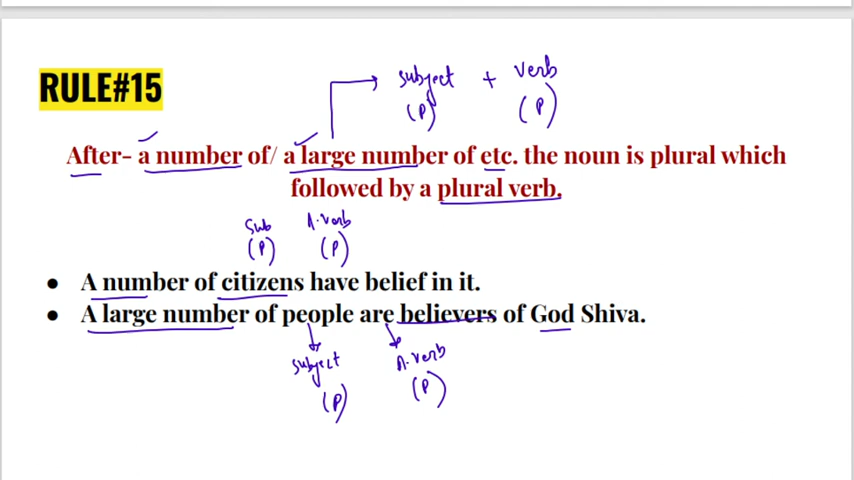 subject + verb
RULE#15
(P) (P)
After- a number of/ a large number of etc. the noun is plural which
followed by a plural verb.
Sub A.verb
(P) (P)
● A number of citizens have belief in it.
● A large number of people are believers of God Shiva.
subject A.verb
(P) (P)